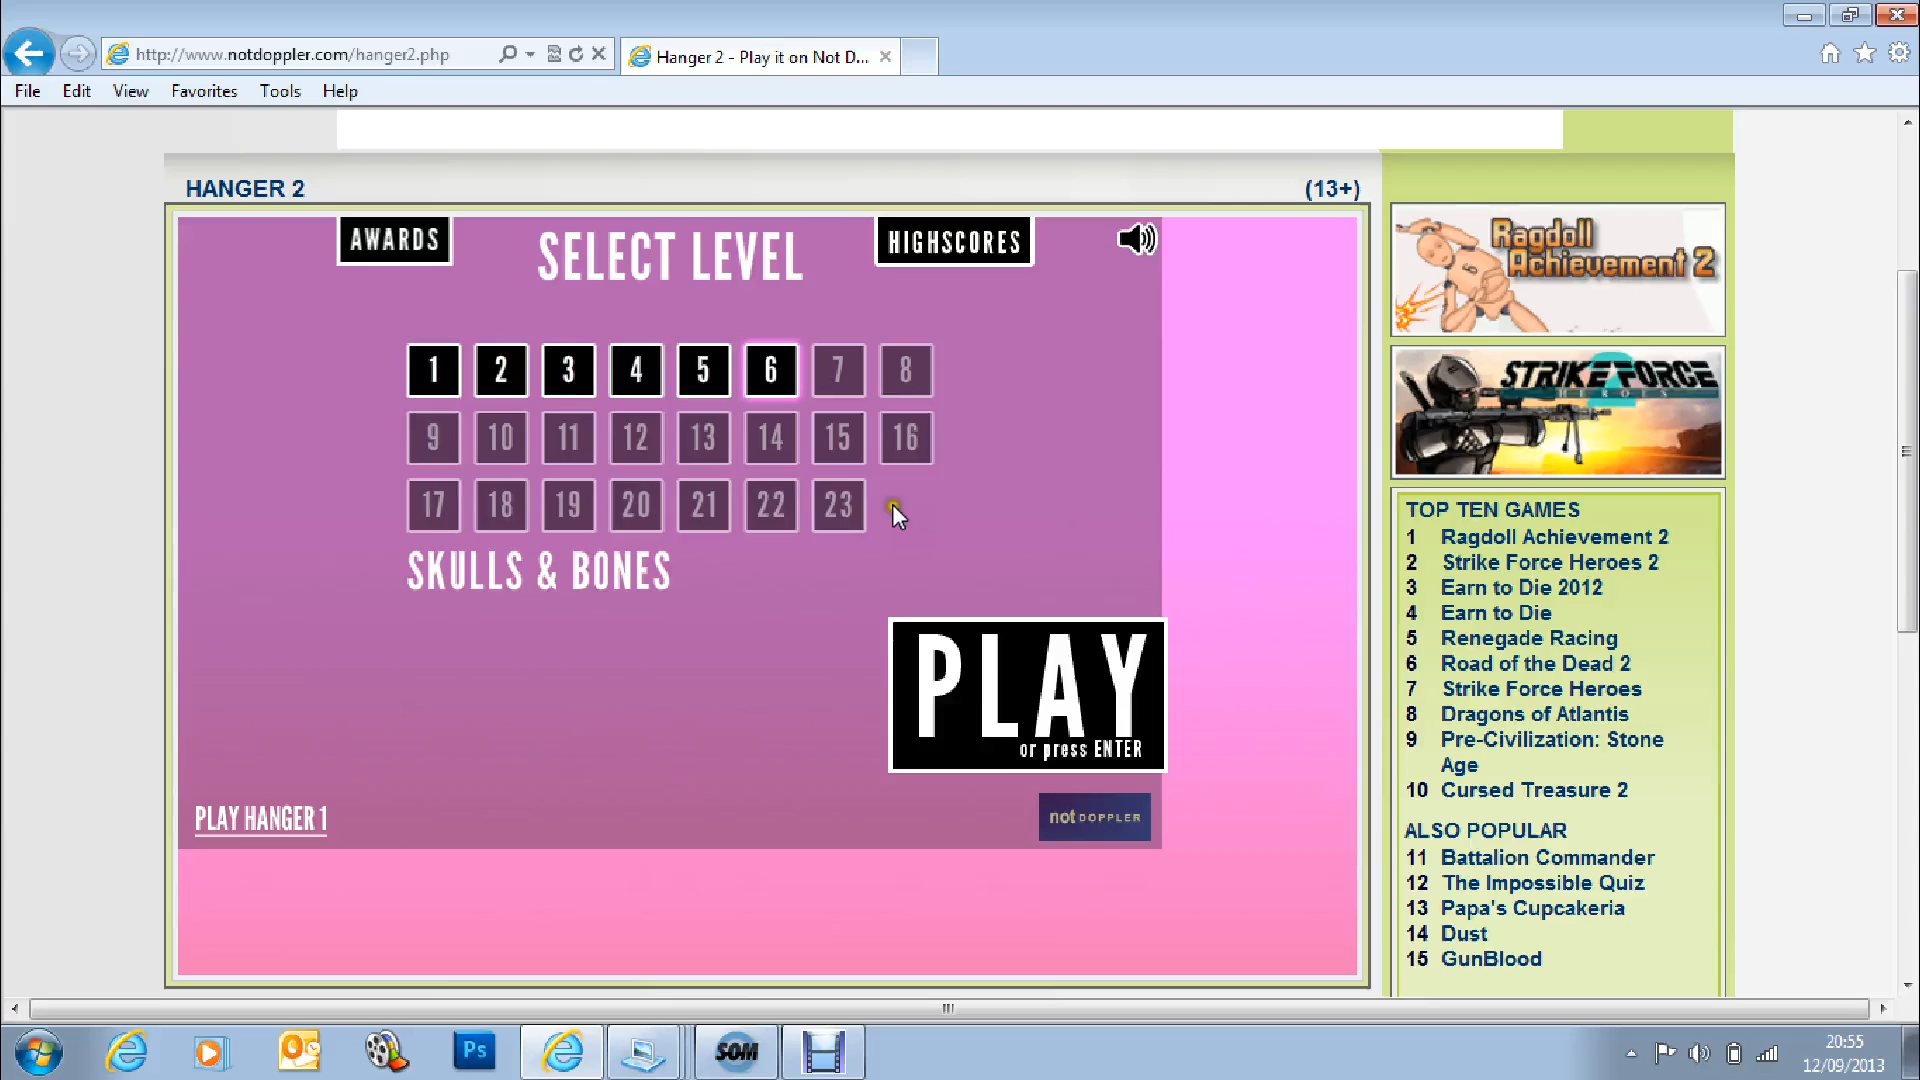 http://www.notdoppler.com/hanger2.php
Hanger 2 - Play it on Not D...
File Edit View Favorites Tools Help
HANGER 2
(13+)
AWARDS
SELECT LEVEL
HIGHSCORES
1 2 3 4 5 6 7 8
9 10 11 12 13 14 15 16
17 18 19 20 21 22 23
SKULLS & BONES
PLAY
or press ENTER
PLAY HANGER 1
not DOPPLER
Ragdoll
Achievement 2
6
STRIKE FORCE
2
HEROES
TOP TEN GAMES
1 Ragdoll Achievement 2
2 Strike Force Heroes 2
3 Earn to Die 2012
4 Earn to Die
5 Renegade Racing
6 Road of the Dead 2
7 Strike Force Heroes
8 Dragons of Atlantis
9 Pre-Civilization: Stone
Age
10 Cursed Treasure 2
ALSO POPULAR
11 Battalion Commander
12 The Impossible Quiz
13 Papa's Cupcakeria
14 Dust
15 GunBlood
Ps
SOM
20:55
12/09/2013